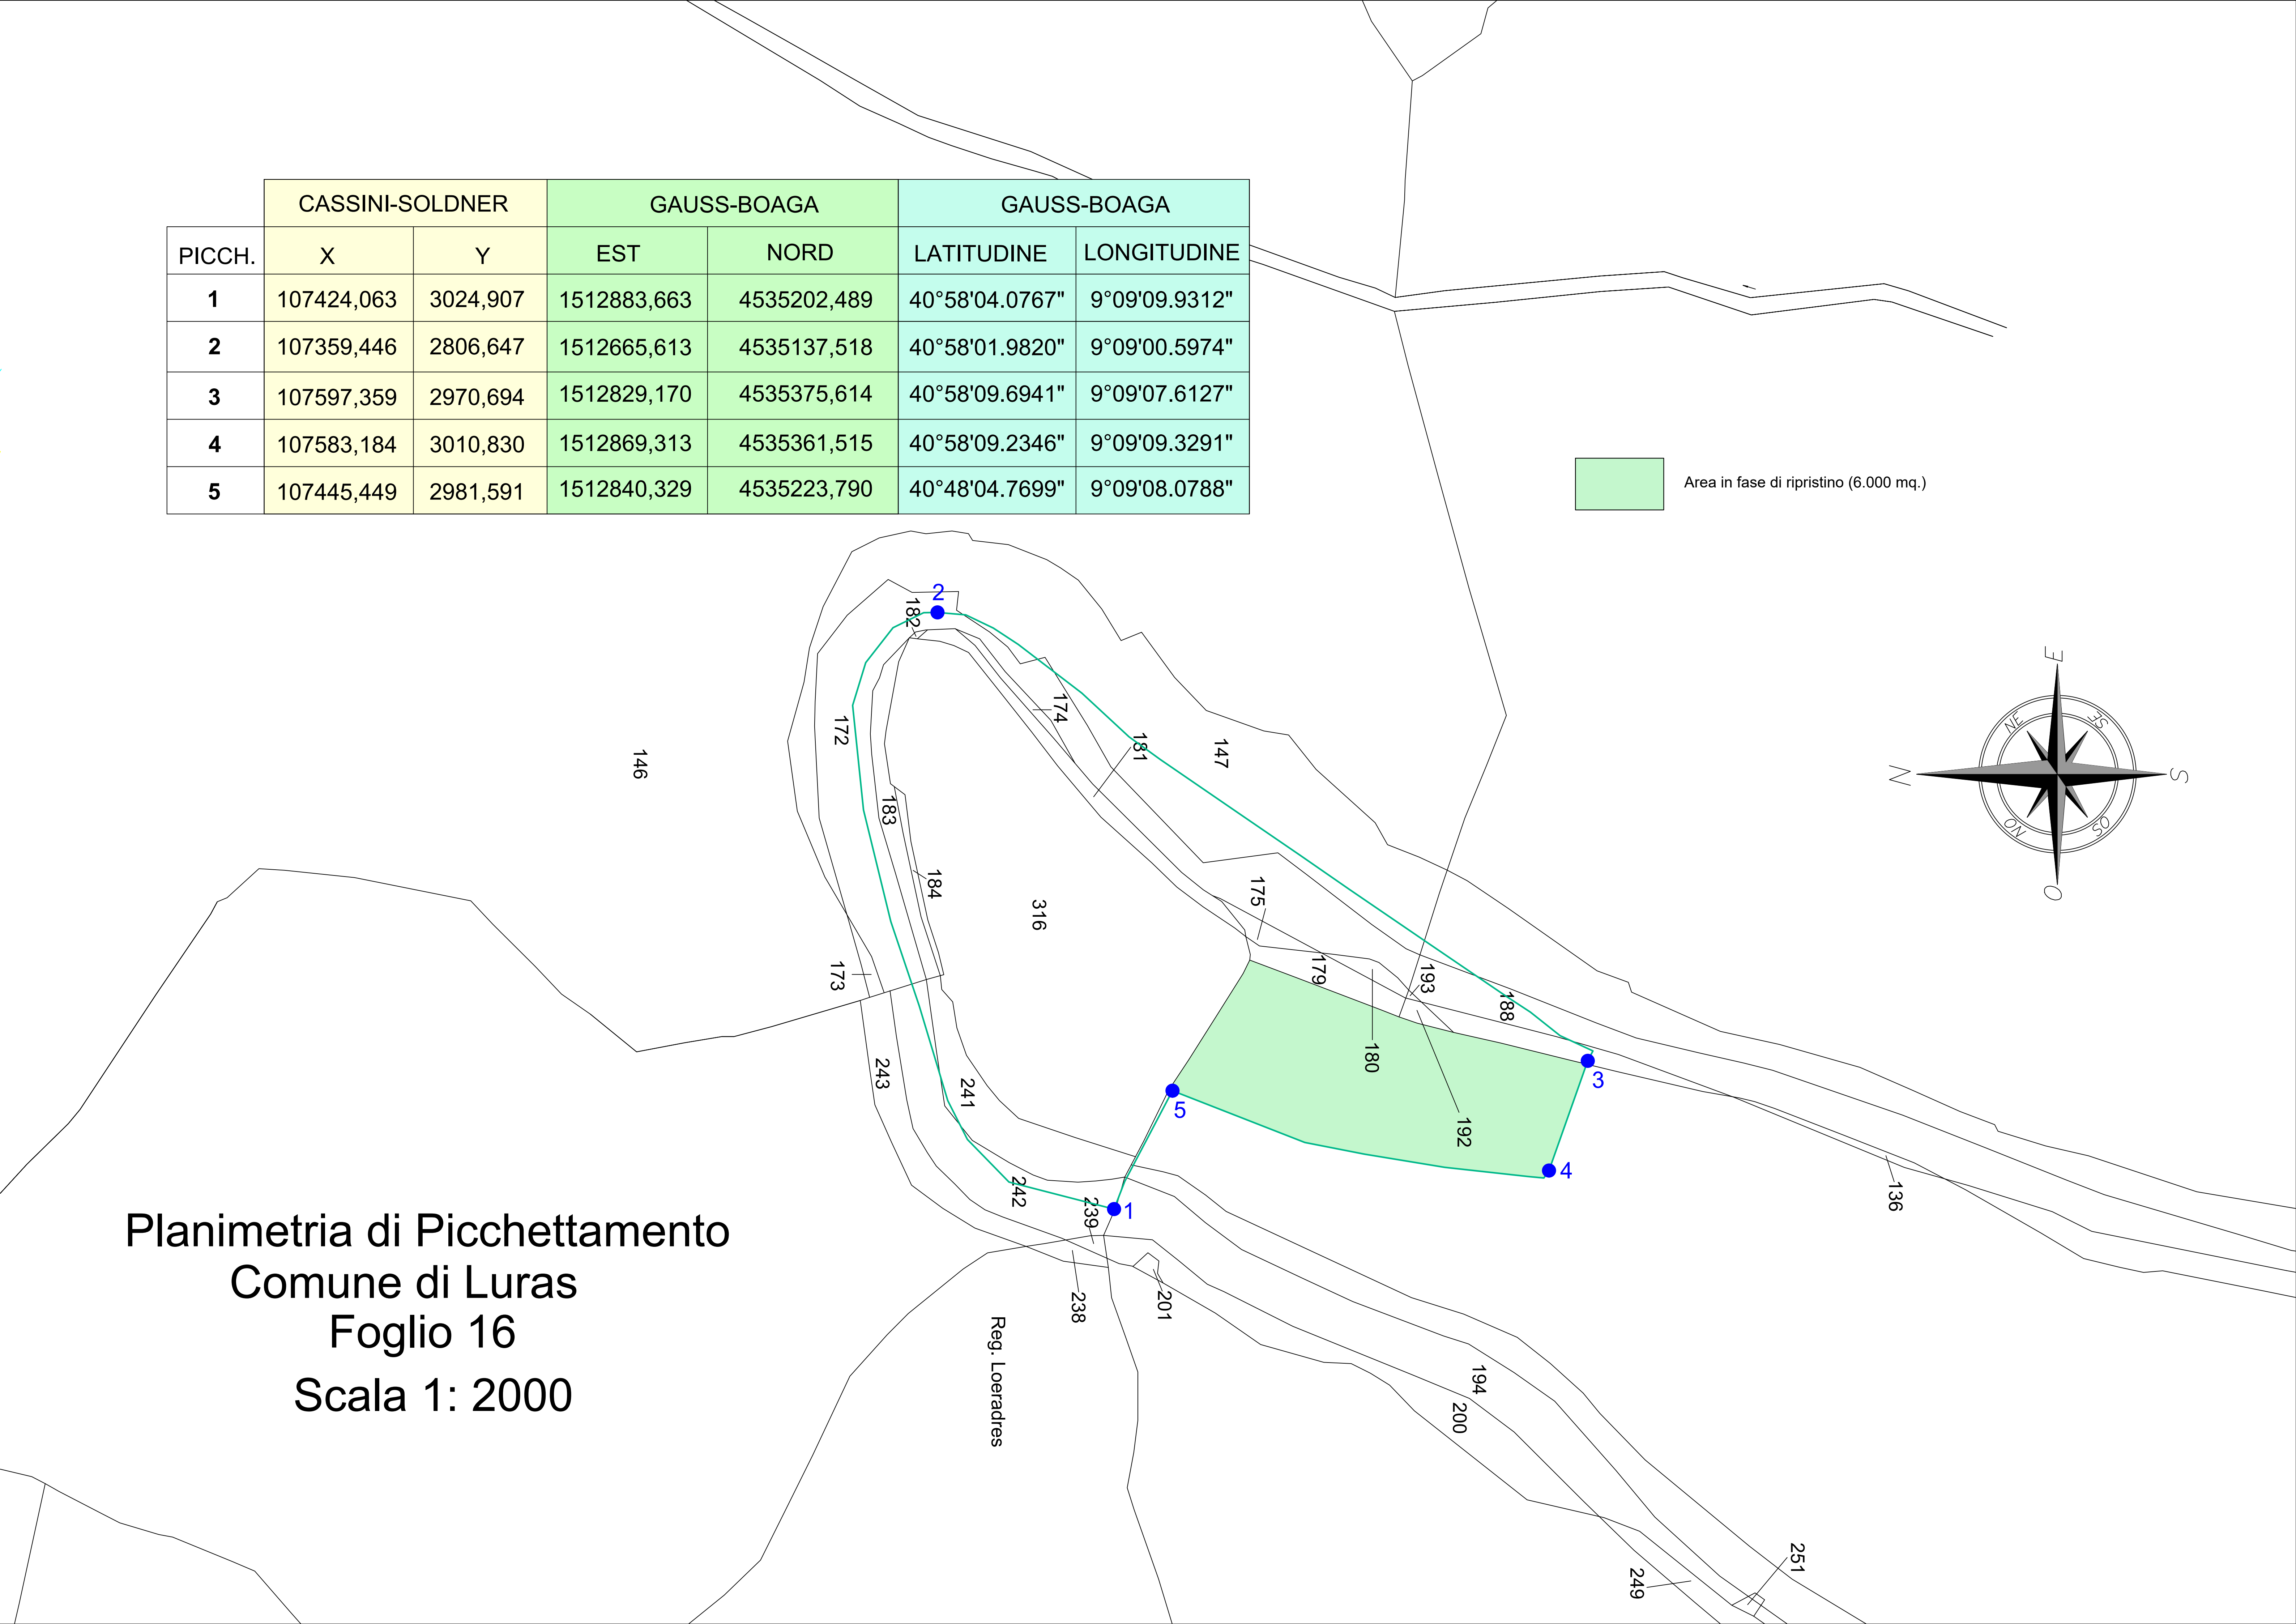 CASSINI-SOLDNER GAUSS-BOAGA GAUSS-BOAGA
PICCH. X Y EST NORD LATITUDINE LONGITUDINE
1 107424,063 3024,907 1512883,663 4535202,489 40°58'04.0767" 9°09'09.9312"
2 107359,446 2806,647 1512665,613 4535137,518 40°58'01.9820" 9°09'00.5974"
3 107597,359 2970,694 1512829,170 4535375,614 40°58'09.6941" 9°09'07.6127"
4 107583,184 3010,830 1512869,313 4535361,515 40°58'09.2346" 9°09'09.3291"
5 107445,449 2981,591 1512840,329 4535223,790 40°48'04.7699" 9°09'08.0788"
Area in fase di ripristino (6.000 mq.)
2
182
174
172
181
147
146
183
184
316
175
173
179
193
188
180
243
241
5
3
192
4
242
239
1
136
238
201
Reg. Loeradres
194
200
251
249
E
NE
SE
N
S
NO
SO
O
Planimetria di Picchettamento
Comune di Luras
Foglio 16
Scala 1: 2000